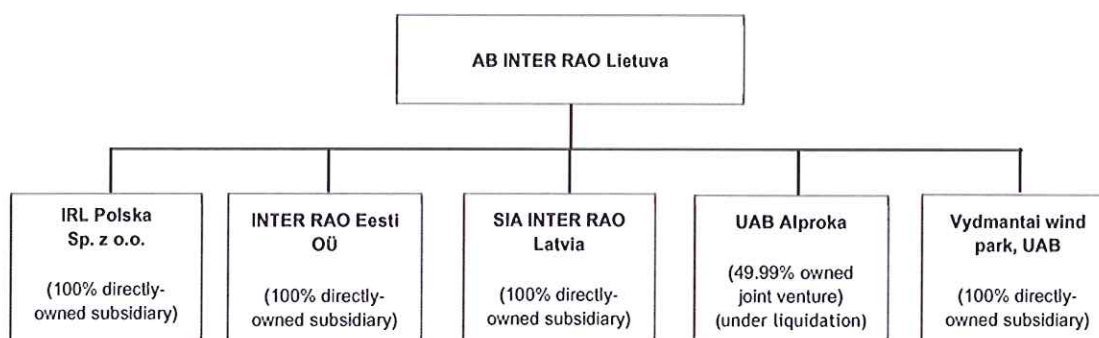 AB INTER RAO Lietuva
IRL Polska
Sp. z o.o.
(100% directly-
owned subsidiary)
INTER RAO Eesti
OÜ
(100% directly-
owned subsidiary)
SIA INTER RAO
Latvia
(100% directly-
owned subsidiary)
UAB Alproka
(49.99% owned
joint venture)
(under liquidation)
Vydmantai wind
park, UAB
(100% directly-
owned subsidiary)